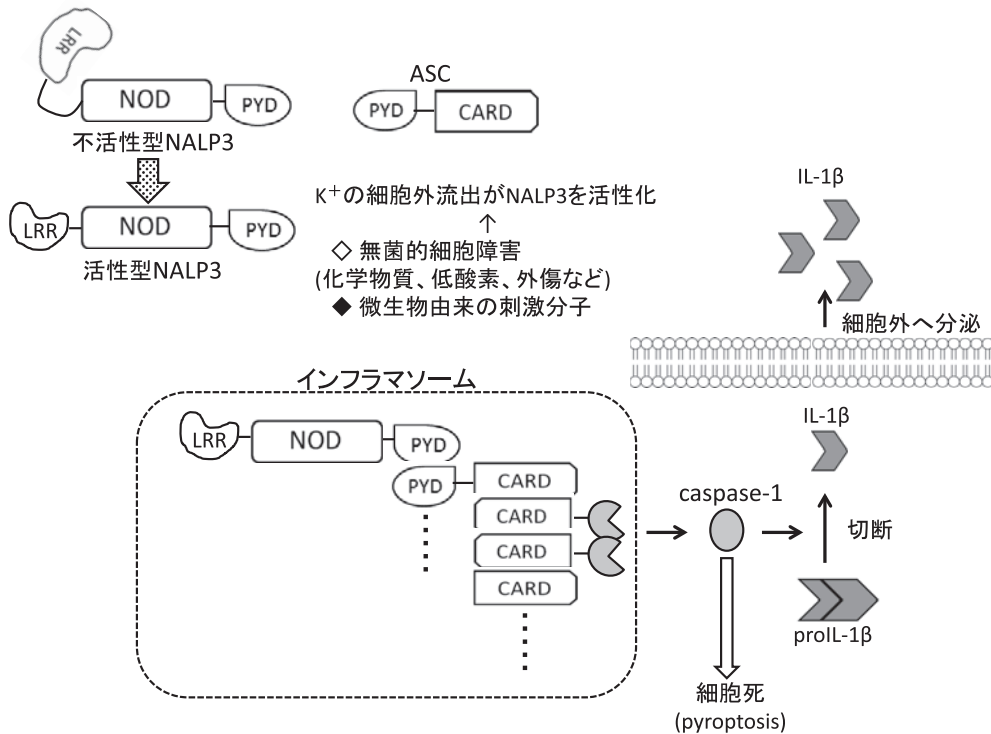 LRR
NOD
PYD
不活性型NALP3
ASC
PYD
CARD
LRR
NOD
PYD
活性型NALP3
K⁺の細胞外流出がNALP3を活性化
↑
◇ 無菌的細胞障害
(化学物質、低酸素、外傷など)
◆ 微生物由来の刺激分子
IL-1β
細胞外へ分泌
インフラマソーム
LRR
NOD
PYD
PYD
CARD
CARD
CARD
CARD
caspase-1
IL-1β
切断
proIL-1β
細胞死
(pyroptosis)